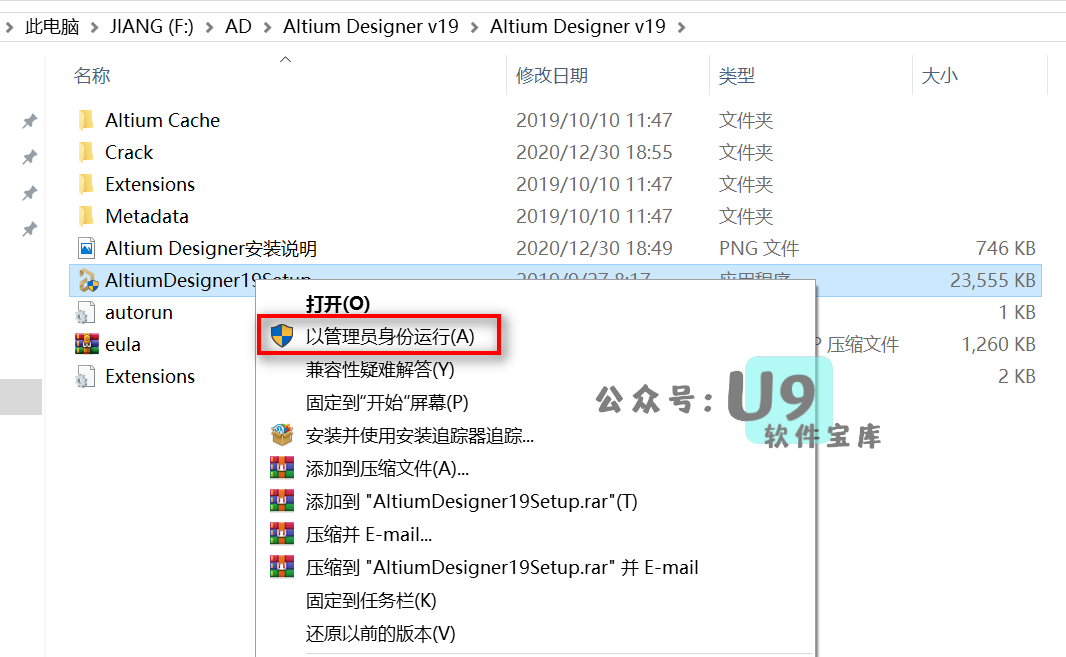 此电脑 > JIANG (F:) > AD > Altium Designer v19 > Altium Designer v19 >
名称 修改日期 类型 大小
Altium Cache 2019/10/10 11:47 文件夹
Crack 2020/12/30 18:55 文件夹
Extensions 2019/10/10 11:47 文件夹
Metadata 2019/10/10 11:47 文件夹
Altium Designer安装说明 2020/12/30 18:49 PNG 文件 746 KB
AltiumDesigner19Setup 2019/9/27 8:17 应用程序 23,555 KB
autorun 1 KB
eula P 压缩文件 1,260 KB
Extensions 2 KB
打开(O)
以管理员身份运行(A)
兼容性疑难解答(Y)
固定到"开始"屏幕(P)
安装并使用安装追踪器追踪...
添加到压缩文件(A)...
添加到 "AltiumDesigner19Setup.rar"(T)
压缩并 E-mail...
压缩到 "AltiumDesigner19Setup.rar" 并 E-mail
固定到任务栏(K)
还原以前的版本(V)
公众号：U9
软件宝库